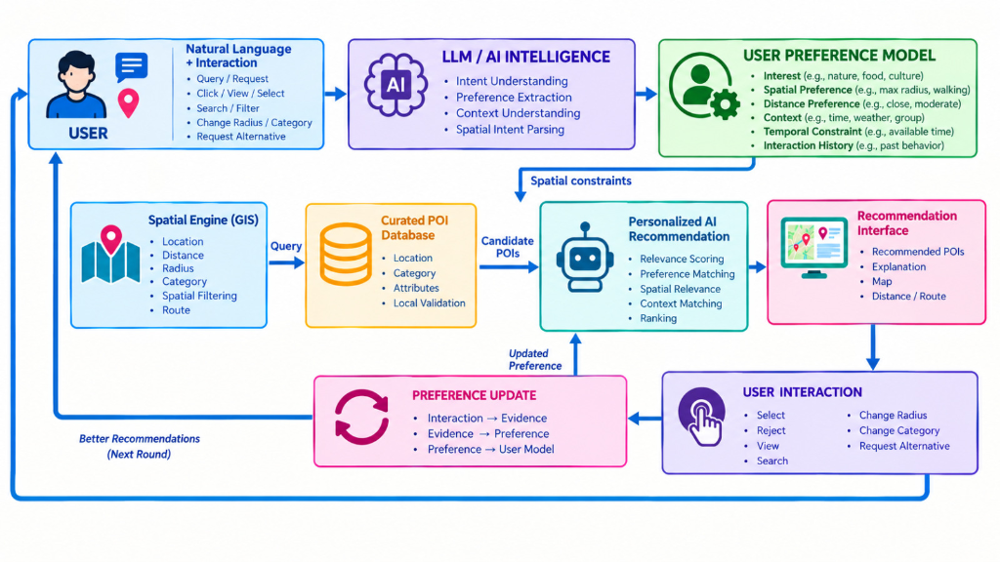 USER
Natural Language
+ Interaction
• Query / Request
• Click / View / Select
• Search / Filter
• Change Radius / Category
• Request Alternative
AI
LLM / AI INTELLIGENCE
• Intent Understanding
• Preference Extraction
• Context Understanding
• Spatial Intent Parsing
USER PREFERENCE MODEL
• Interest (e.g., nature, food, culture)
• Spatial Preference (e.g., max radius, walking)
• Distance Preference (e.g., close, moderate)
• Context (e.g., time, weather, group)
• Temporal Constraint (e.g., available time)
• Interaction History (e.g., past behavior)
Spatial constraints
Spatial Engine (GIS)
• Location
• Distance
• Radius
• Category
• Spatial Filtering
• Route
Query
Curated POI
Database
• Location
• Category
• Attributes
• Local Validation
Candidate
POIs
Personalized AI
Recommendation
• Relevance Scoring
• Preference Matching
• Spatial Relevance
• Context Matching
• Ranking
Recommendation
Interface
• Recommended POIs
• Explanation
• Map
• Distance / Route
Updated
Preference
PREFERENCE UPDATE
• Interaction → Evidence
• Evidence → Preference
• Preference → User Model
USER INTERACTION
• Select
• Reject
• View
• Search
• Change Radius
• Change Category
• Request Alternative
Better Recommendations
(Next Round)